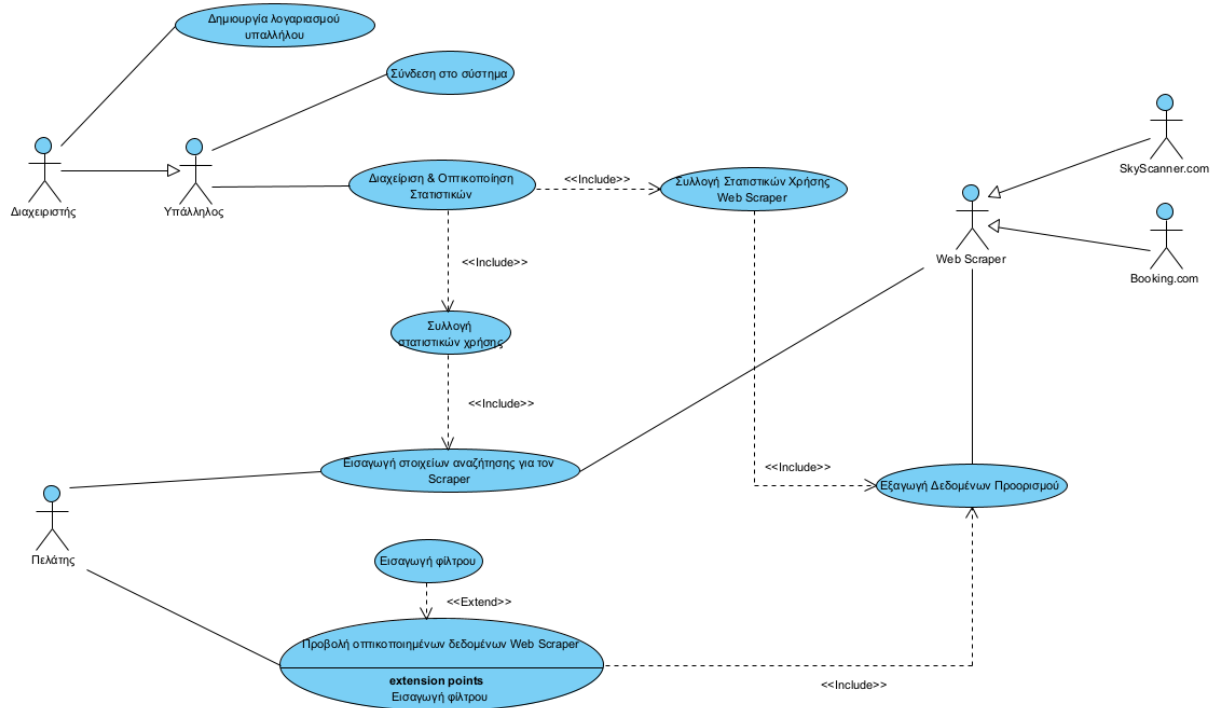 Δημιουργία λογαριασμού
υπαλλήλου
Σύνδεση στο σύστημα
Διαχειριστής
Υπάλληλος
Διαχείριση & Οπτικοποίηση
Στατιστικών
<<Include>>
Συλλογή Στατιστικών Χρήσης
Web Scraper
SkyScanner.com
Web Scraper
Booking.com
<<Include>>
Συλλογή
στατιστικών χρήσης
<<Include>>
Εισαγωγή στοιχείων αναζήτησης για τον
Scraper
<<Include>>
Εξαγωγή Δεδομένων Προορισμού
Πελάτης
Εισαγωγή φίλτρου
<<Extend>>
Προβολή οπτικοποιημένων δεδομένων Web Scraper
extension points
Εισαγωγή φίλτρου
<<Include>>